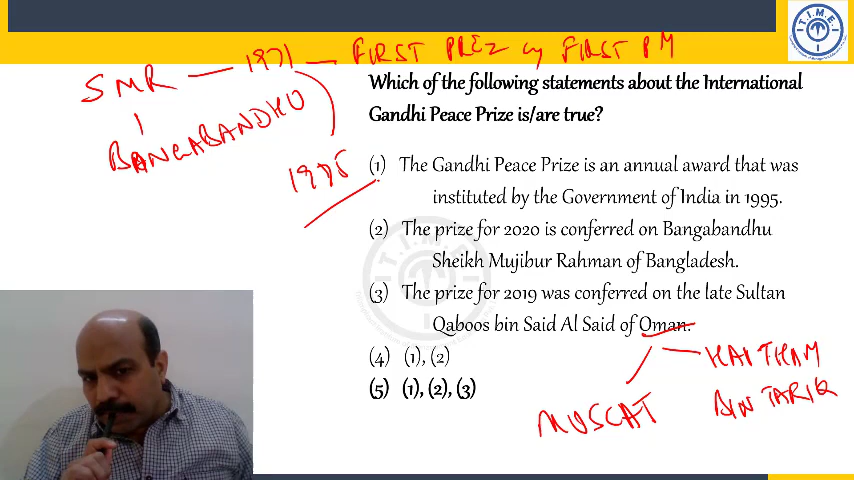 T.I.M.E.
SMR — 1971 — FIRST PREZ & FIRST PM
BANGABANDHU
1975
Which of the following statements about the International
Gandhi Peace Prize is/are true?
(1) The Gandhi Peace Prize is an annual award that was
instituted by the Government of India in 1995.
(2) The prize for 2020 is conferred on Bangabandhu
Sheikh Mujibur Rahman of Bangladesh.
(3) The prize for 2019 was conferred on the late Sultan
Qaboos bin Said Al Said of Oman.
(4) (1), (2)
(5) (1), (2), (3)
HAITHAM
BIN TARIQ
MUSCAT